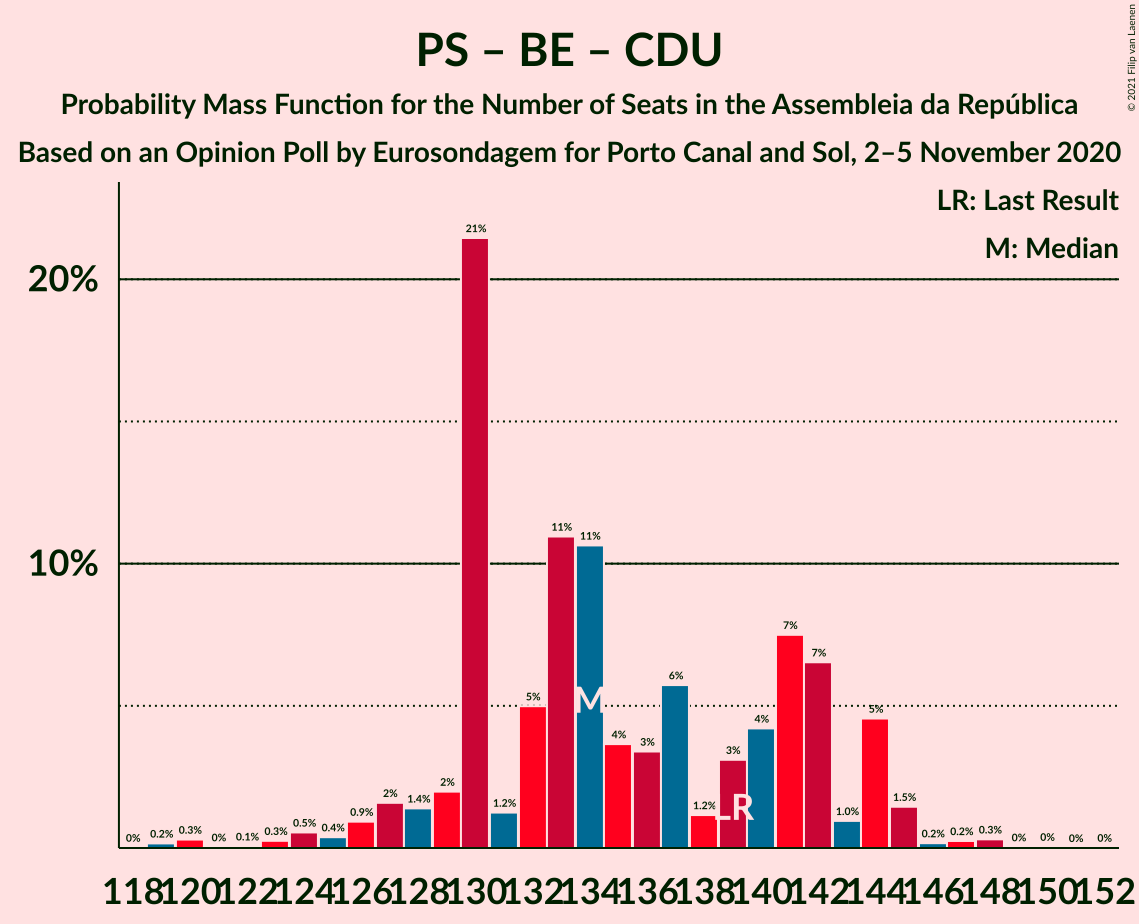 PS – BE – CDU
Probability Mass Function for the Number of Seats in the Assembleia da República
Based on an Opinion Poll by Eurosondagem for Porto Canal and Sol, 2–5 November 2020
© 2021 Filip van Laenen
LR: Last Result
M: Median
20%
10%
0% 0.2% 0.3% 0% 0.1% 0.3% 0.5% 0.4% 0.9% 2% 1.4% 2% 21% 1.2% 5% 11% 11% 4% 3% 6% 1.2% 3% 4% 7% 7% 1.0% 5% 1.5% 0.2% 0.2% 0.3% 0% 0% 0% 0%
M
LR
118 120 122 124 126 128 130 132 134 136 138 140 142 144 146 148 150 152